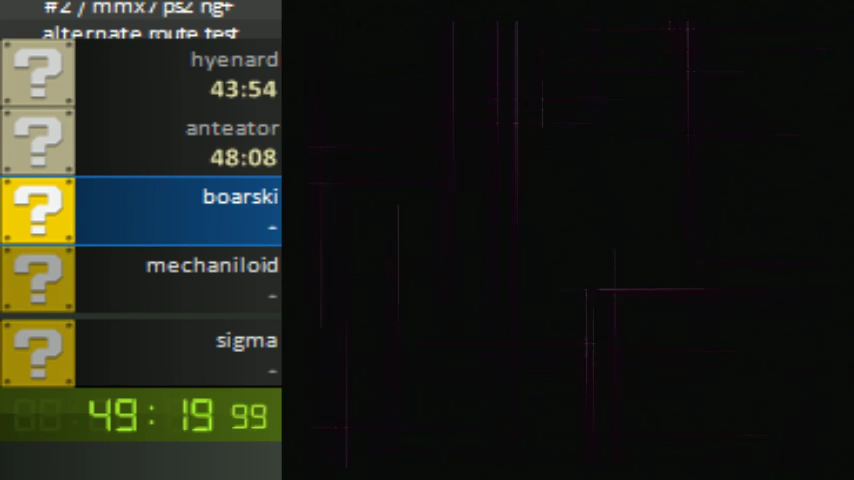 #2 / mmx7 ps2 ng+
alternate route test
hyenard
43:54
anteator
48:08
boarski
-
mechaniloid
-
sigma
-
49:19 99